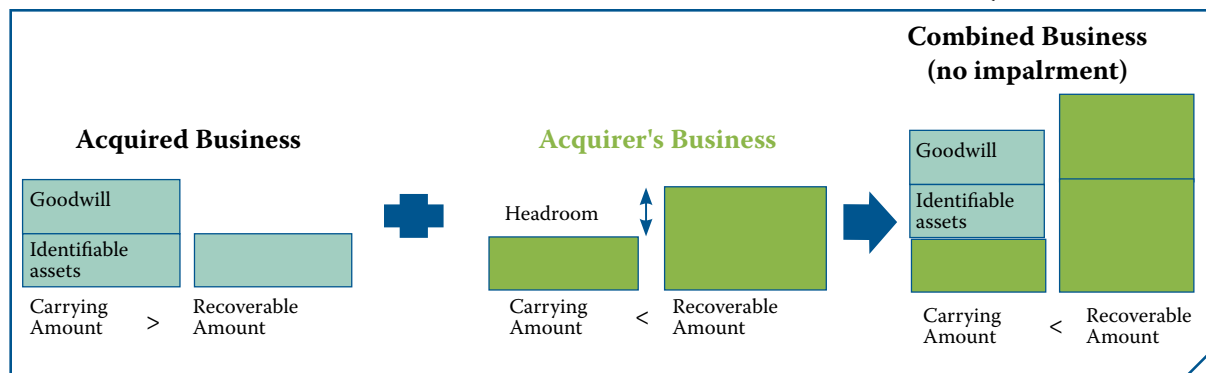 Combined Business
(no impalrment)
Acquired Business
Acquirer's Business
Goodwill
Identifiable
assets
Carrying
Amount
>
Recoverable
Amount
Headroom
Carrying
Amount
<
Recoverable
Amount
Goodwill
Identifiable
assets
Carrying
Amount
<
Recoverable
Amount